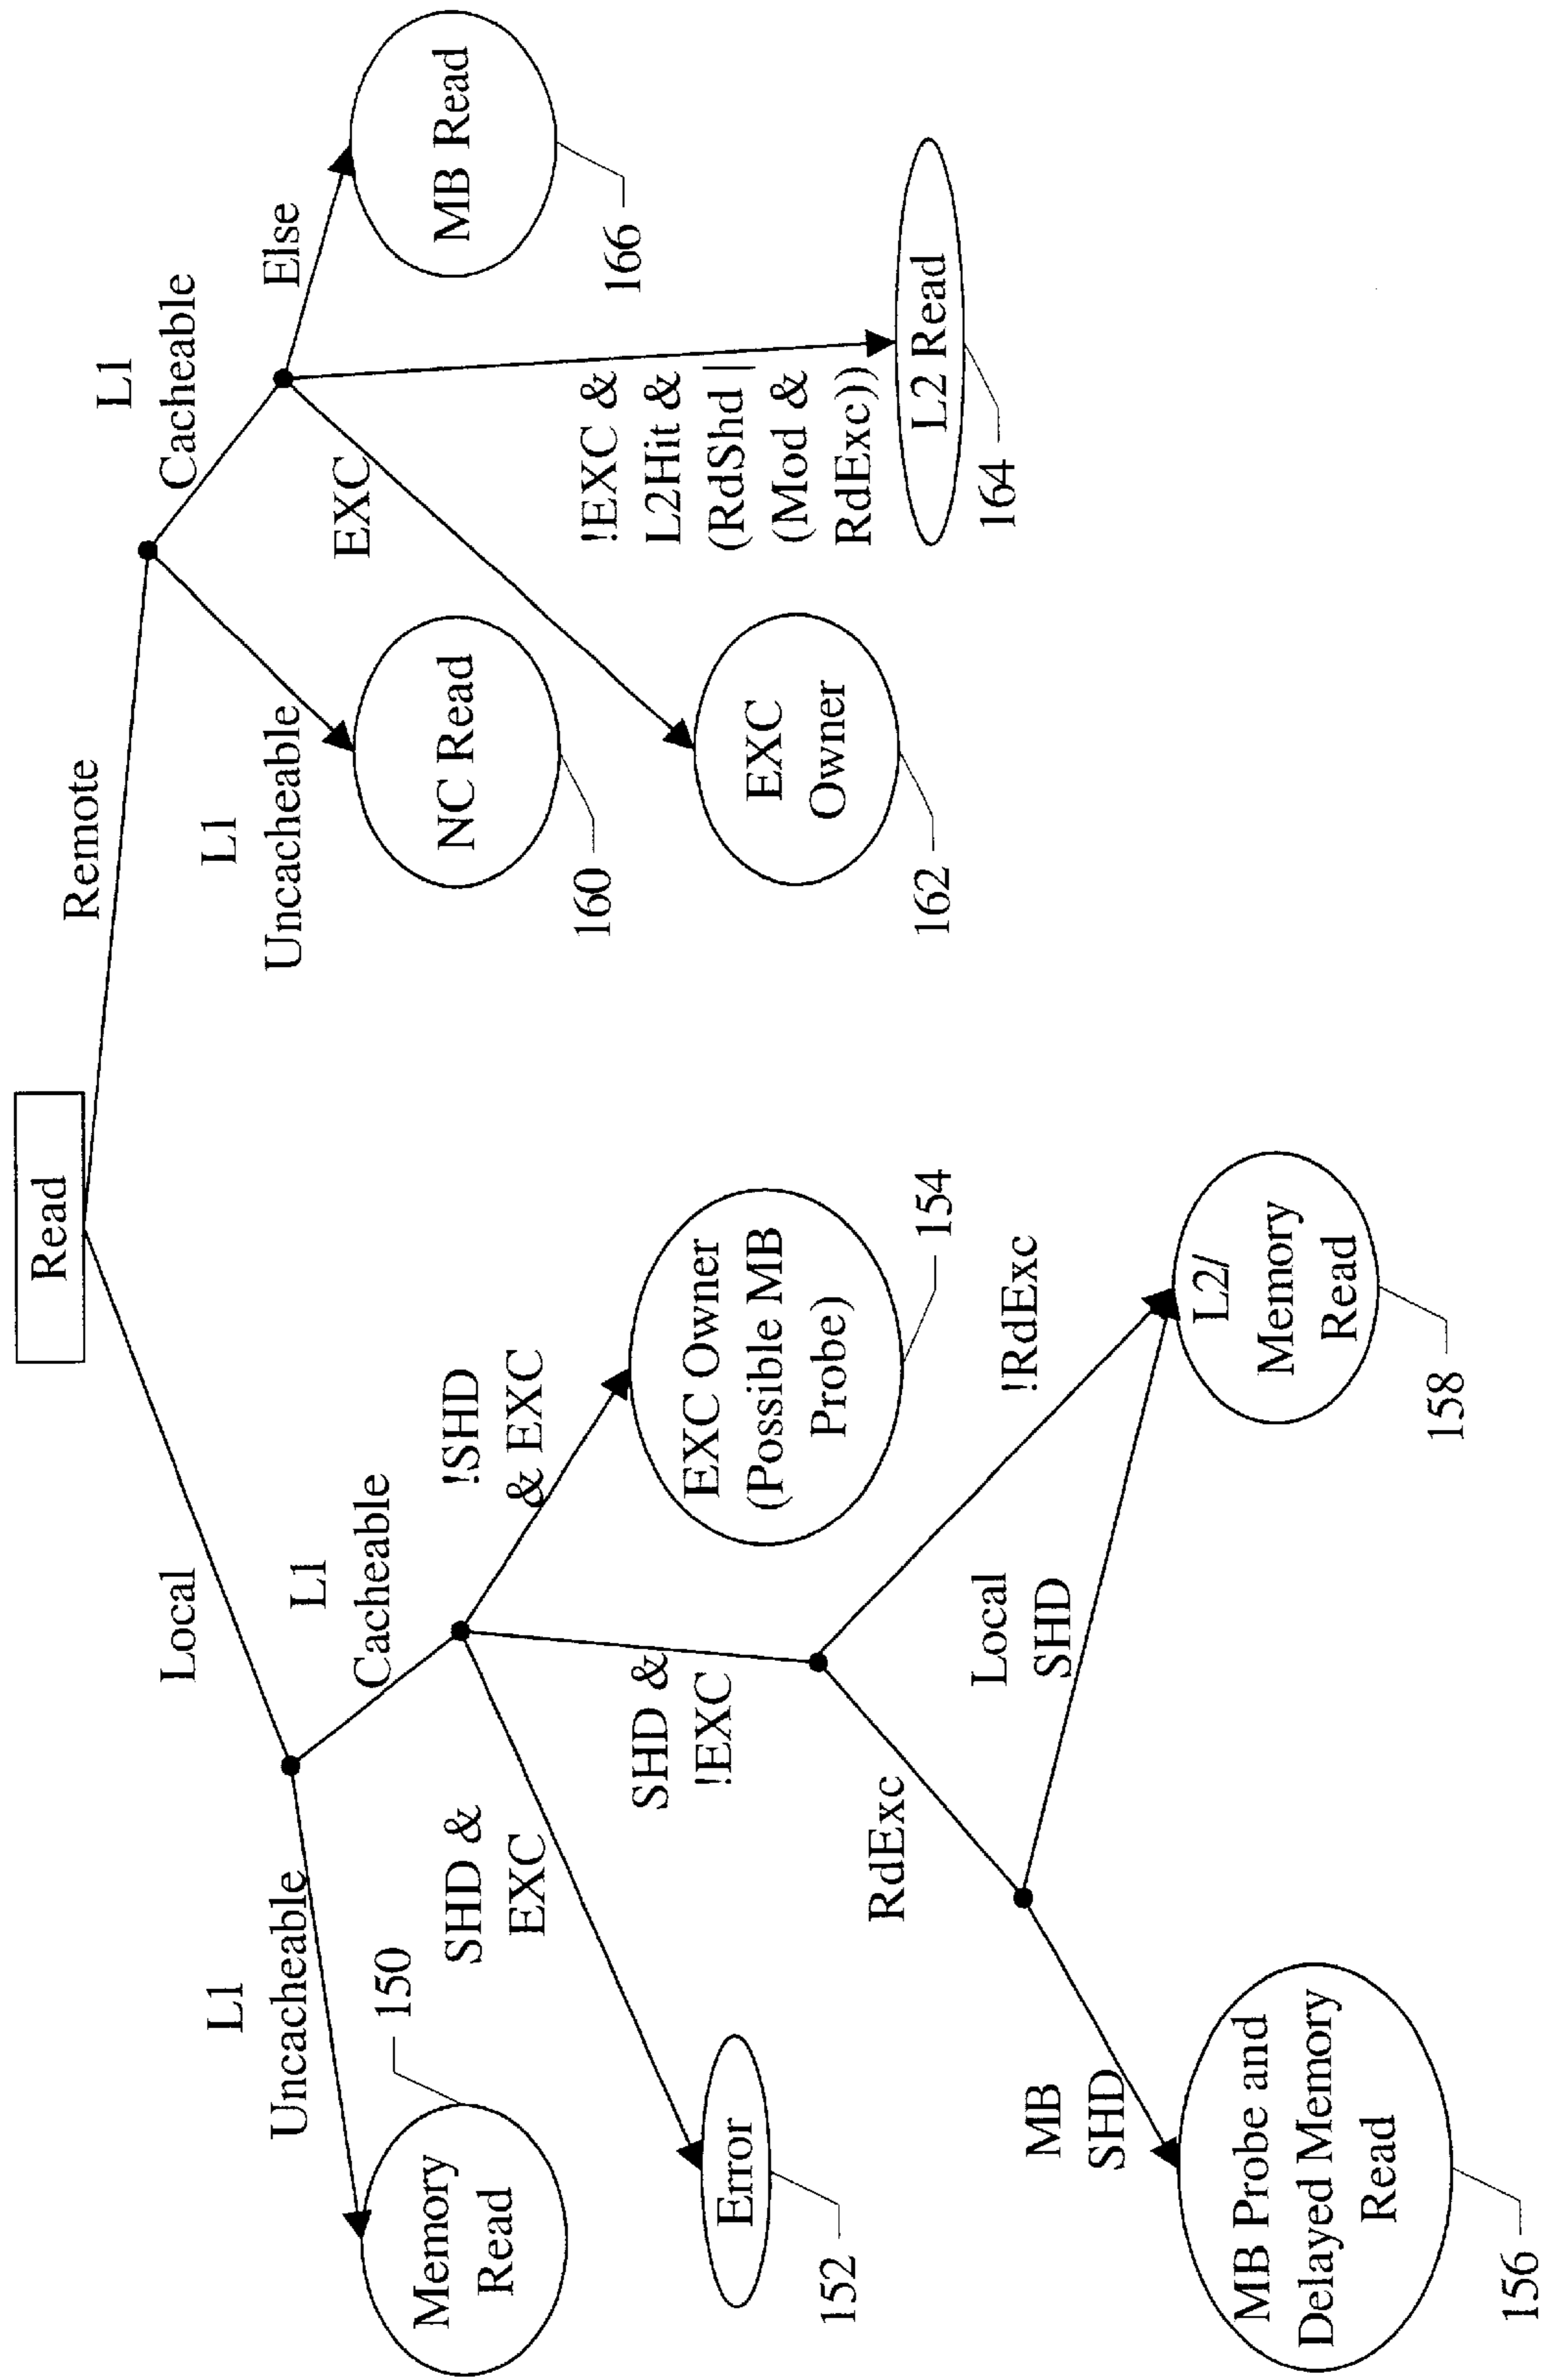 Read
Local
Remote
L1
Uncacheable
L1
Cacheable
Memory
Read
150
SHD &
EXC
SHD &
!EXC
!SHD
& EXC
Error
152
EXC Owner
(Possible MB
Probe)
154
RdExc
!RdExc
MB
SHD
Local
SHD
MB Probe and
Delayed Memory
Read
156
L2/
Memory
Read
158
L1
Uncacheable
L1
Cacheable
NC Read
160
EXC
!EXC &
L2Hit &
(RdShd |
(Mod &
RdExc))
Else
EXC
Owner
162
L2 Read
164
MB Read
166